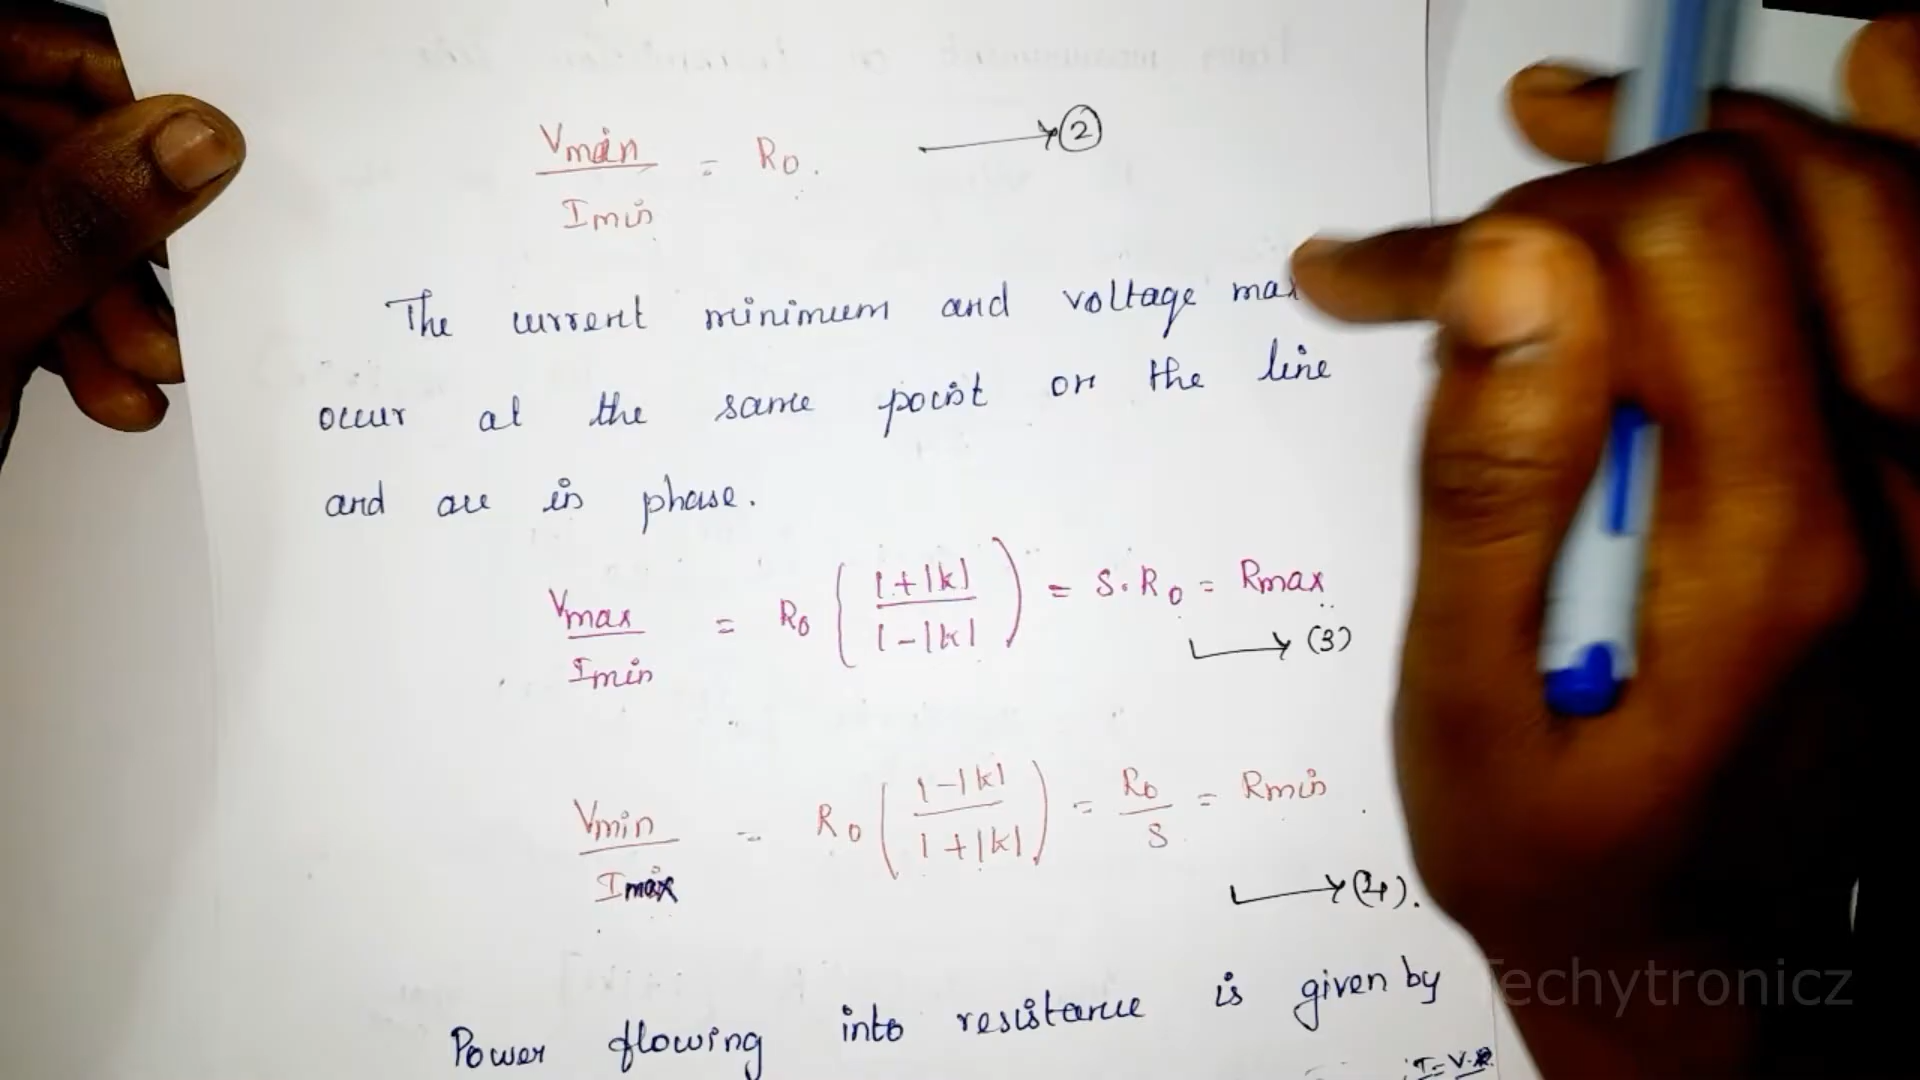 Vmin / Imin = R0. → (2)
The current minimum and voltage max
occur at the same point on the line
and are in phase.
Vmax / Imin = R0 ( 1+|k| / 1-|k| ) = S.R0 = Rmax
→ (3)
Vmin / Imax = R0 ( 1-|k| / 1+|k| ) = R0 / S = Rmin
→ (4).
Power flowing into resistance is given by
Techytronicz